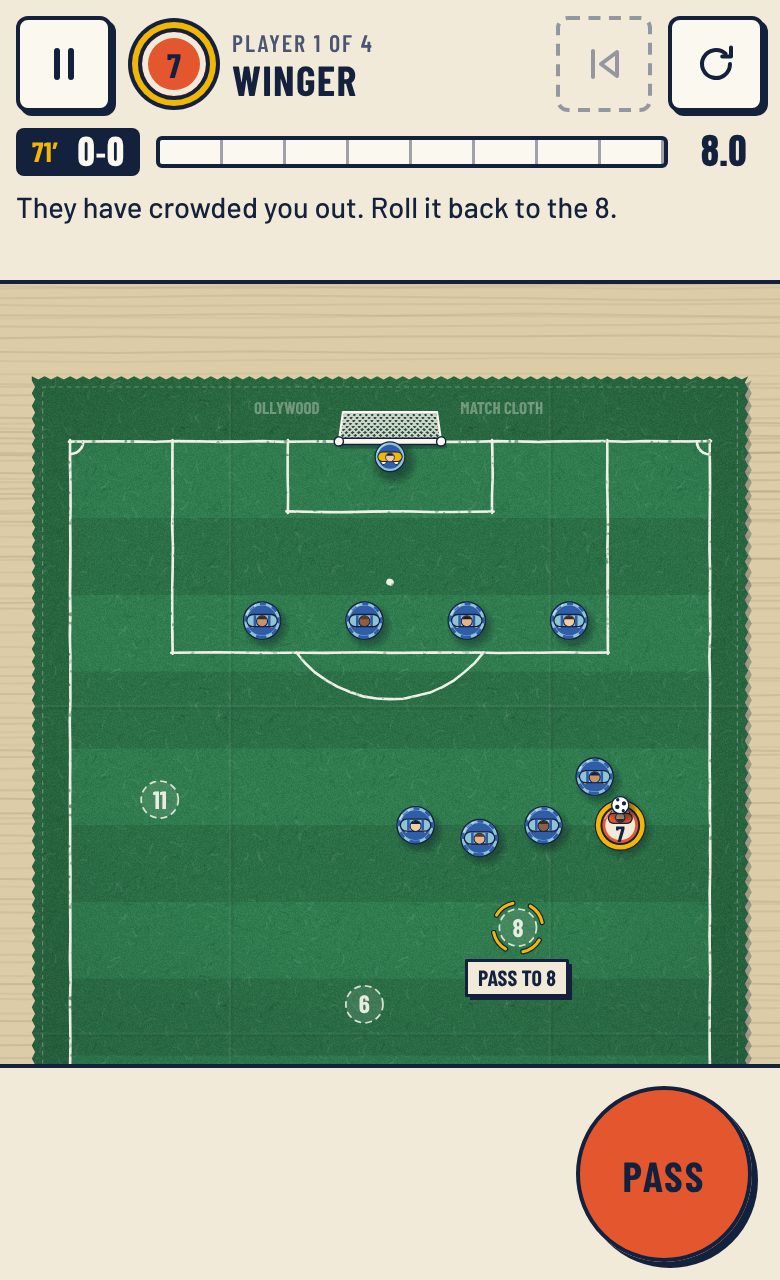 7
PLAYER 1 OF 4
WINGER
71' 0-0
8.0
They have crowded you out. Roll it back to the 8.
OLLYWOOD
MATCH CLOTH
11
7
8
PASS TO 8
6
PASS